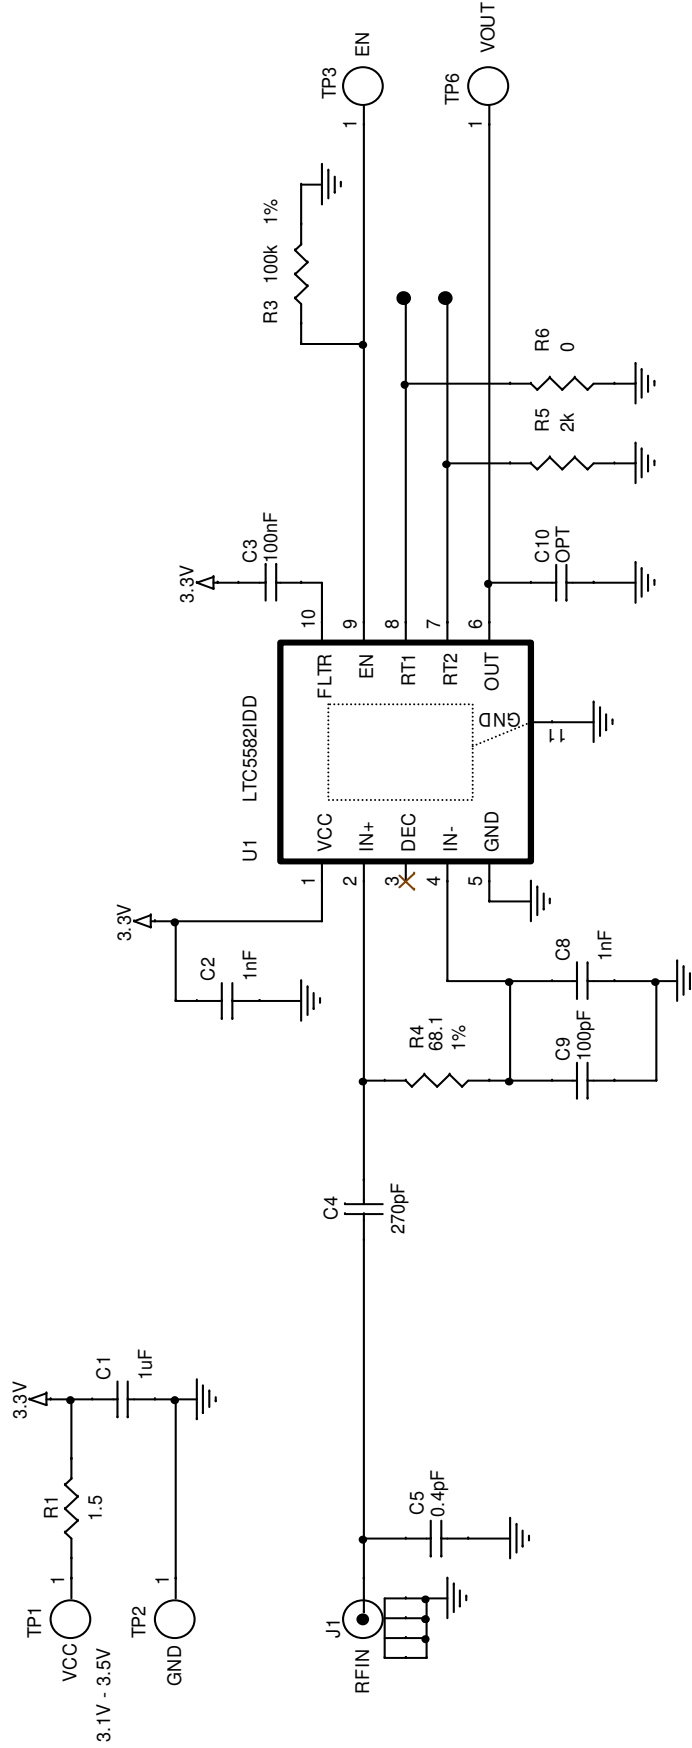 TP1
VCC
3.1V - 3.5V
1
R1
1.5
3.3V
C1
1uF
TP2
GND
1
J1
RFIN
C5
0.4pF
C4
270pF
R4
68.1
1%
C9
100pF
C8
1nF
3.3V
C2
1nF
U1
LTC5582IDD
1
VCC
2
IN+
3
DEC
4
IN-
5
GND
FLTR
10
EN
9
RT1
8
RT2
7
OUT
6
GND
11
3.3V
C3
100nF
R3 100k 1%
TP3
EN
1
C10
OPT
R5
2k
R6
0
TP6
VOUT
1